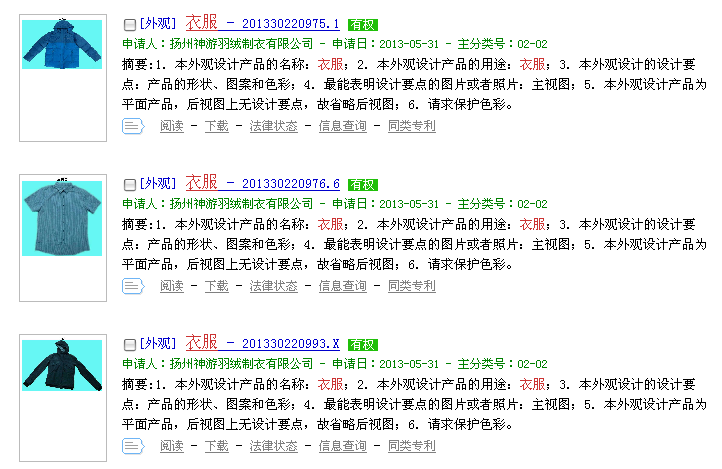 [外观] 衣服 - 201330220975.1 有权
申请人：扬州神游羽绒制衣有限公司 - 申请日：2013-05-31 - 主分类号：02-02
摘要:1. 本外观设计产品的名称：衣服；2. 本外观设计产品的用途：衣服；3. 本外观设计的设计要
点：产品的形状、图案和色彩；4. 最能表明设计要点的图片或者照片：主视图；5. 本外观设计产品为
平面产品，后视图上无设计要点，故省略后视图；6. 请求保护色彩。
阅读 - 下载 - 法律状态 - 信息查询 - 同类专利
[外观] 衣服 - 201330220976.6 有权
申请人：扬州神游羽绒制衣有限公司 - 申请日：2013-05-31 - 主分类号：02-02
摘要:1. 本外观设计产品的名称：衣服；2. 本外观设计产品的用途：衣服；3. 本外观设计的设计要
点：产品的形状、图案和色彩；4. 最能表明设计要点的图片或者照片：主视图；5. 本外观设计产品为
平面产品，后视图上无设计要点，故省略后视图；6. 请求保护色彩。
阅读 - 下载 - 法律状态 - 信息查询 - 同类专利
[外观] 衣服 - 201330220993.X 有权
申请人：扬州神游羽绒制衣有限公司 - 申请日：2013-05-31 - 主分类号：02-02
摘要:1. 本外观设计产品的名称：衣服；2. 本外观设计产品的用途：衣服；3. 本外观设计的设计要
点：产品的形状、图案和色彩；4. 最能表明设计要点的图片或者照片：主视图；5. 本外观设计产品为
平面产品，后视图上无设计要点，故省略后视图；6. 请求保护色彩。
阅读 - 下载 - 法律状态 - 信息查询 - 同类专利